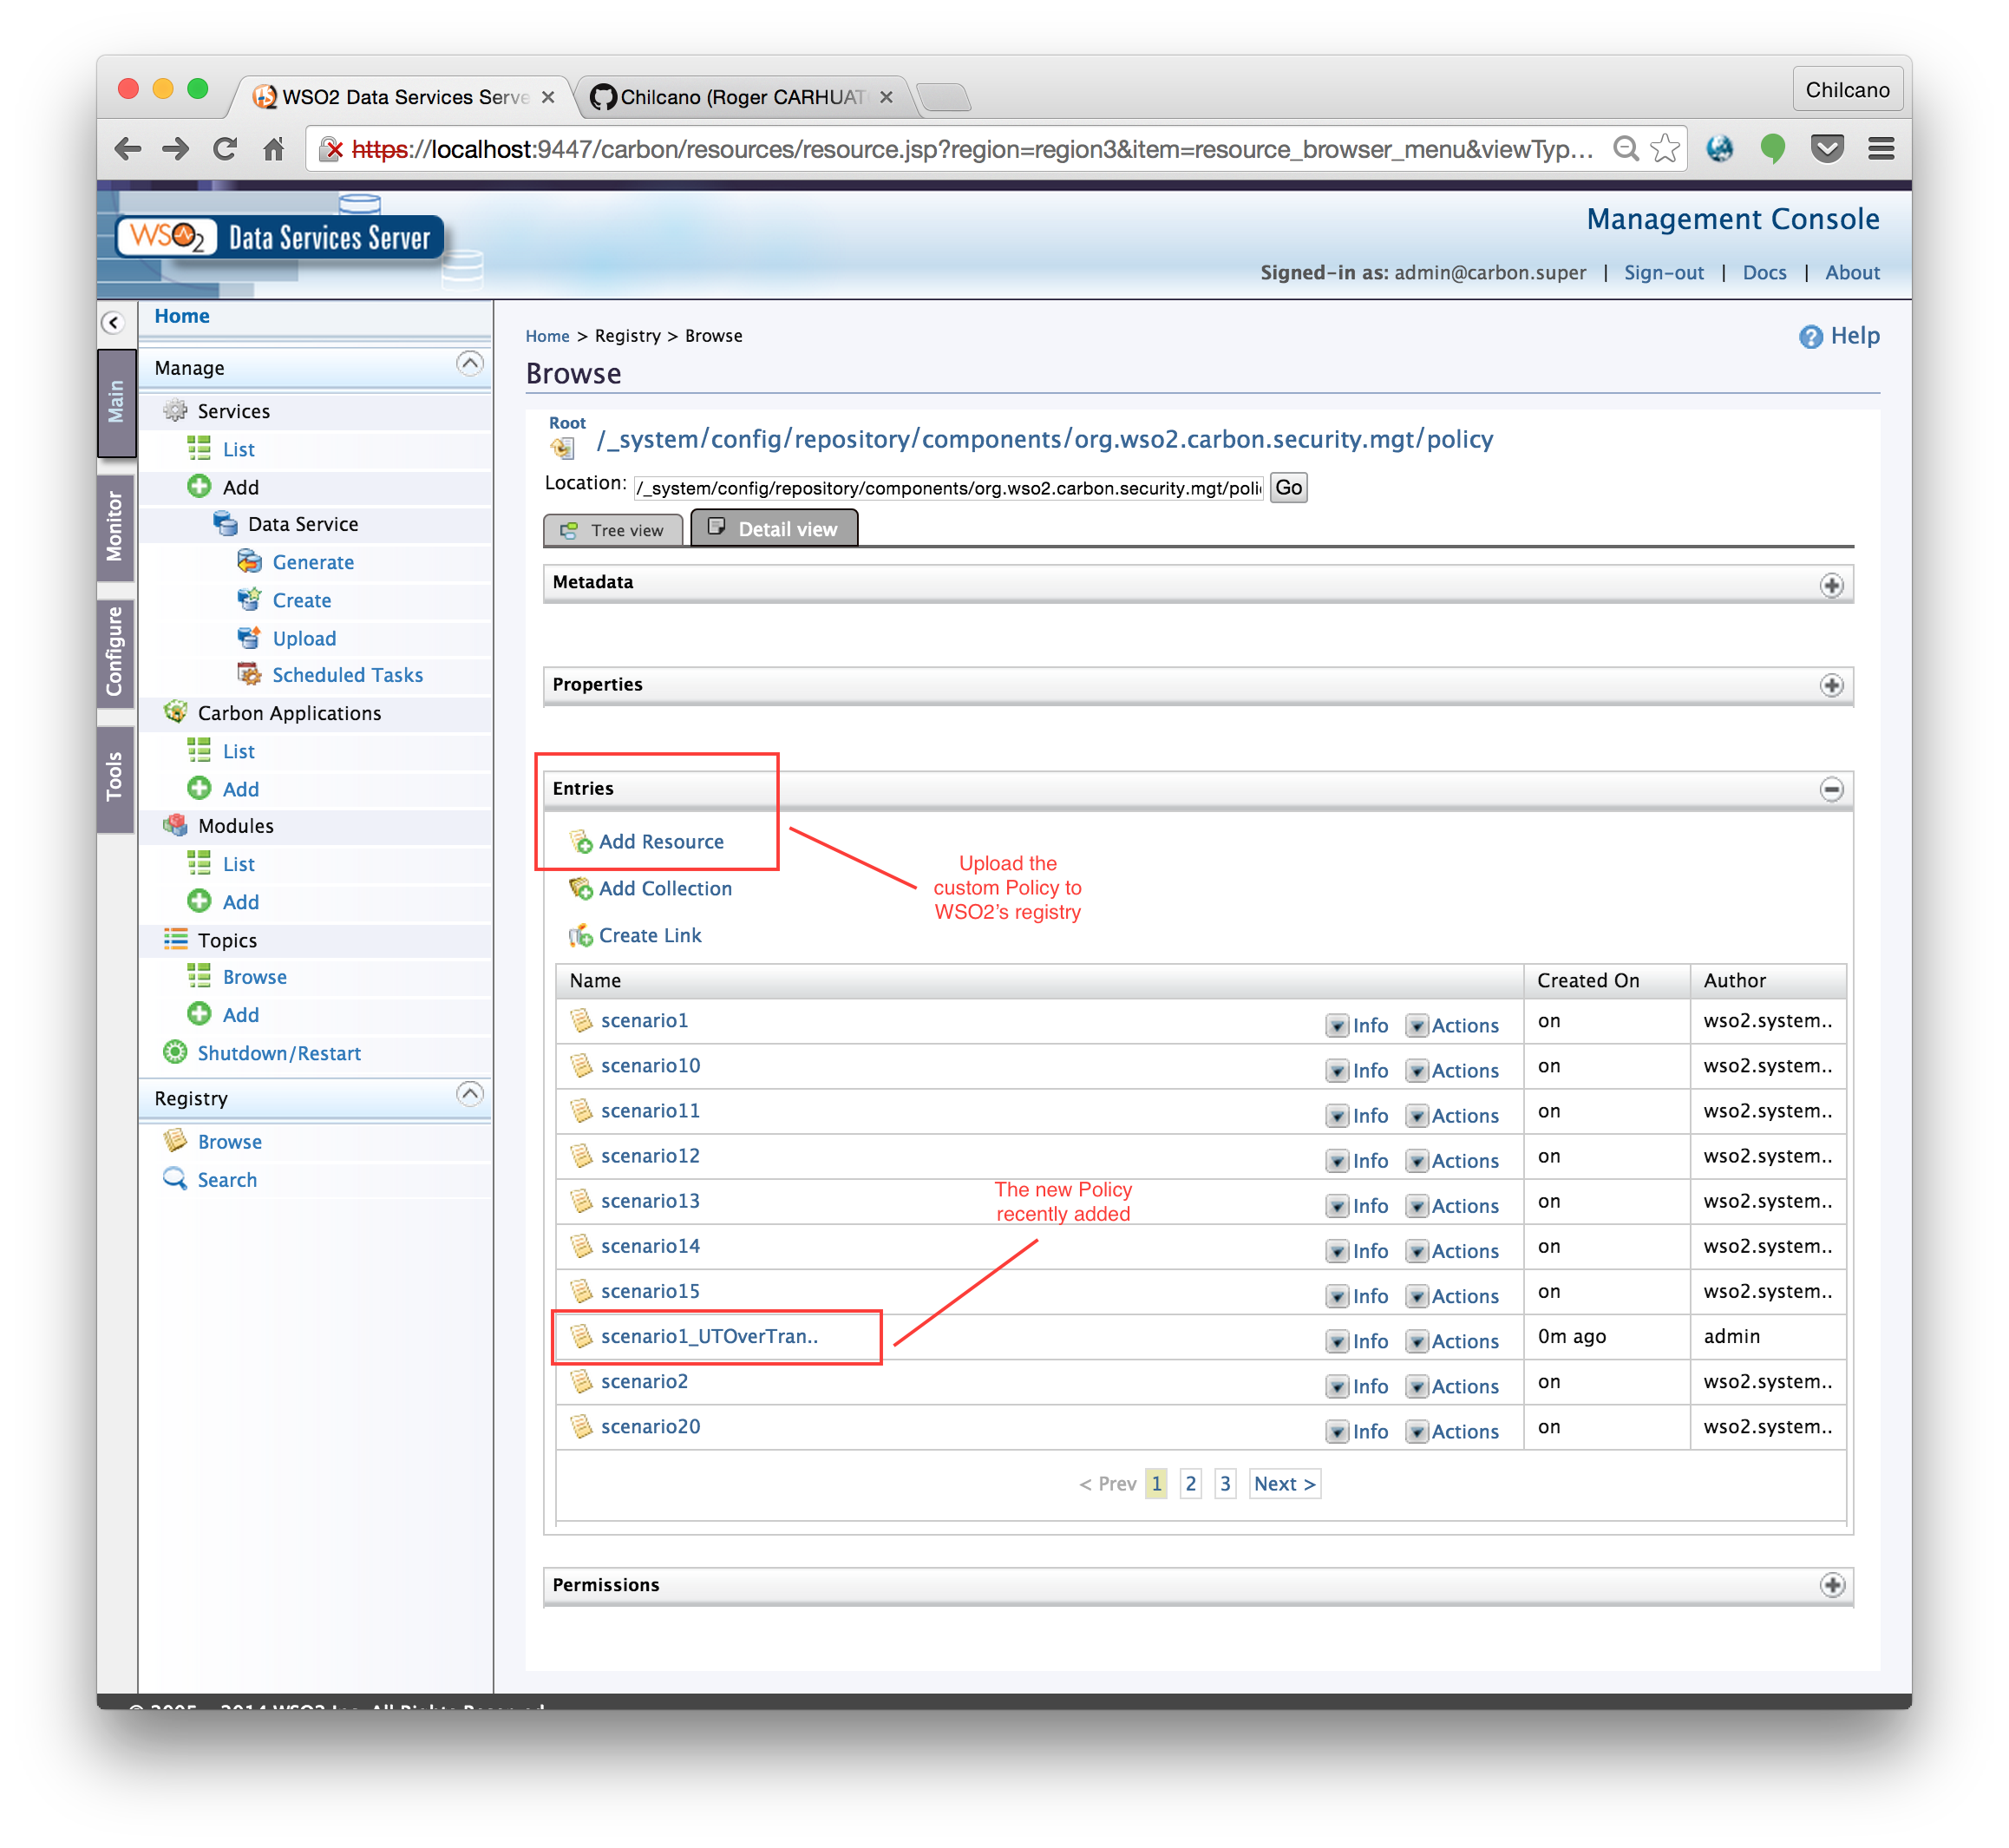 WSO2 Data Services Serve
Chilcano (Roger CARHUAT
Chilcano
https://localhost:9447/carbon/resources/resource.jsp?region=region3&item=resource_browser_menu&viewTyp...
WSO2 Data Services Server
Management Console
Signed-in as: admin@carbon.super | Sign-out | Docs | About
Main
Monitor
Configure
Tools
Home
Manage
Services
List
Add
Data Service
Generate
Create
Upload
Scheduled Tasks
Carbon Applications
List
Add
Modules
List
Add
Topics
Browse
Add
Shutdown/Restart
Registry
Browse
Search
Home > Registry > Browse
Help
Browse
Root
/_system/config/repository/components/org.wso2.carbon.security.mgt/policy
Location: /_system/config/repository/components/org.wso2.carbon.security.mgt/poli Go
Tree view Detail view
Metadata
Properties
Entries
Add Resource
Add Collection
Create Link
Upload the
custom Policy to
WSO2's registry
Name Created On Author
scenario1 Info Actions on wso2.system..
scenario10 Info Actions on wso2.system..
scenario11 Info Actions on wso2.system..
scenario12 Info Actions on wso2.system..
scenario13 Info Actions on wso2.system..
The new Policy
recently added
scenario14 Info Actions on wso2.system..
scenario15 Info Actions on wso2.system..
scenario1_UTOverTran.. Info Actions 0m ago admin
scenario2 Info Actions on wso2.system..
scenario20 Info Actions on wso2.system..
< Prev 1 2 3 Next >
Permissions
© 2005 - 2014 WSO2 Inc. All Rights Reserved